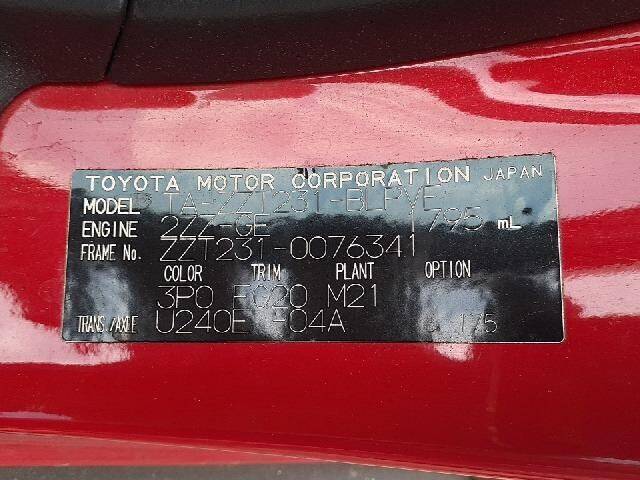 TOYOTA MOTOR CORPORATION JAPAN
MODEL TA-ZZT231-BLPVF
ENGINE 2ZZ-GE 1795 mL
FRAME No. ZZT231-0076341
COLOR TRIM PLANT OPTION
3P0 FC20 M21
TRANS./AXLE U240E